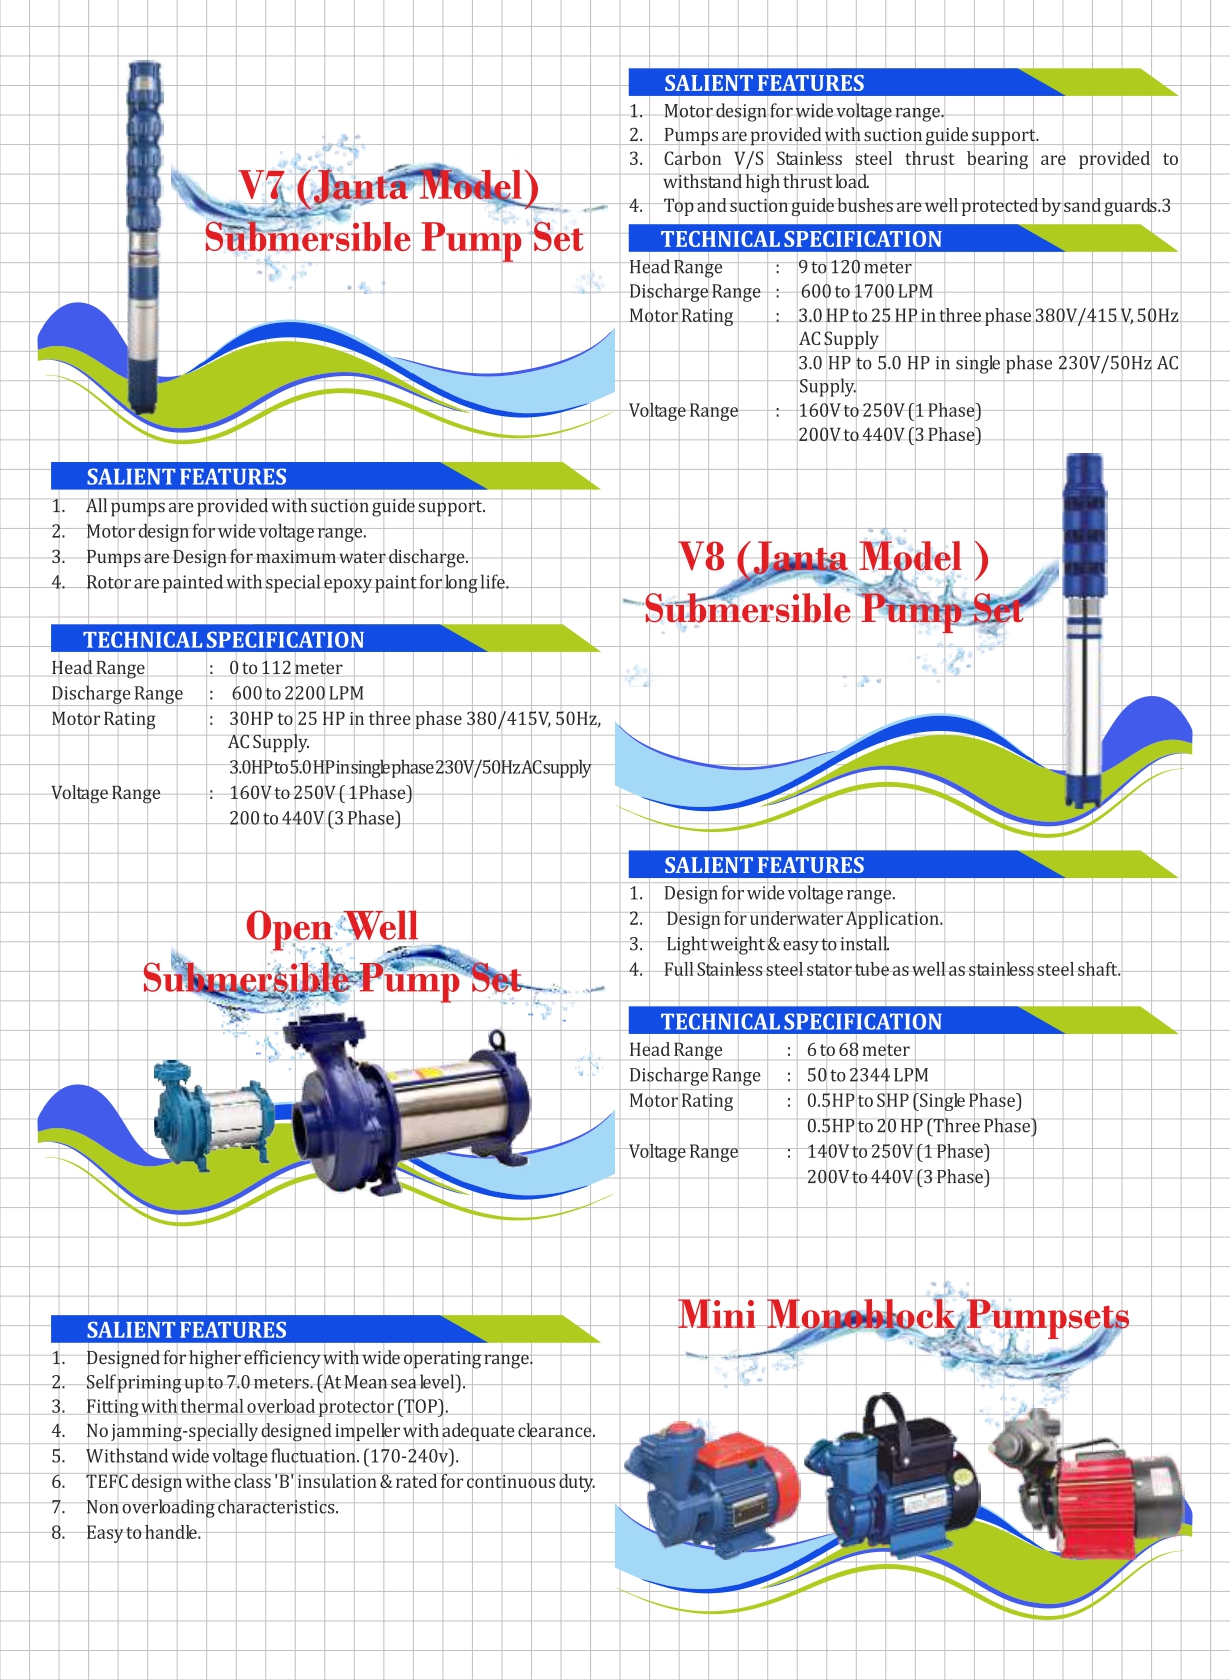 V7 (Janta Model)
Submersible Pump Set
SALIENT FEATURES
1. Motor design for wide voltage range.
2. Pumps are provided with suction guide support.
3. Carbon V/S Stainless steel thrust bearing are provided to
withstand high thrust load.
4. Top and suction guide bushes are well protected by sand guards.3
TECHNICAL SPECIFICATION
Head Range : 9 to 120 meter
Discharge Range : 600 to 1700 LPM
Motor Rating : 3.0 HP to 25 HP in three phase 380V/415 V, 50Hz
AC Supply
3.0 HP to 5.0 HP in single phase 230V/50Hz AC
Supply.
Voltage Range : 160V to 250V (1 Phase)
200V to 440V (3 Phase)
SALIENT FEATURES
1. All pumps are provided with suction guide support.
2. Motor design for wide voltage range.
3. Pumps are Design for maximum water discharge.
4. Rotor are painted with special epoxy paint for long life.
TECHNICAL SPECIFICATION
Head Range : 0 to 112 meter
Discharge Range : 600 to 2200 LPM
Motor Rating : 30HP to 25 HP in three phase 380/415V, 50Hz,
AC Supply.
3.0HP to 5.0 HP in single phase 230V/50Hz AC supply
Voltage Range : 160V to 250V ( 1Phase)
200 to 440V (3 Phase)
V8 (Janta Model )
Submersible Pump Set
SALIENT FEATURES
1. Design for wide voltage range.
2. Design for underwater Application.
3. Light weight & easy to install.
4. Full Stainless steel stator tube as well as stainless steel shaft.
TECHNICAL SPECIFICATION
Head Range : 6 to 68 meter
Discharge Range : 50 to 2344 LPM
Motor Rating : 0.5HP to SHP (Single Phase)
0.5HP to 20 HP (Three Phase)
Voltage Range : 140V to 250V (1 Phase)
200V to 440V (3 Phase)
Open Well
Submersible Pump Set
SALIENT FEATURES
1. Designed for higher efficiency with wide operating range.
2. Self priming up to 7.0 meters. (At Mean sea level).
3. Fitting with thermal overload protector (TOP).
4. No jamming-specially designed impeller with adequate clearance.
5. Withstand wide voltage fluctuation. (170-240v).
6. TEFC design withe class 'B' insulation & rated for continuous duty.
7. Non overloading characteristics.
8. Easy to handle.
Mini Monoblock Pumpsets